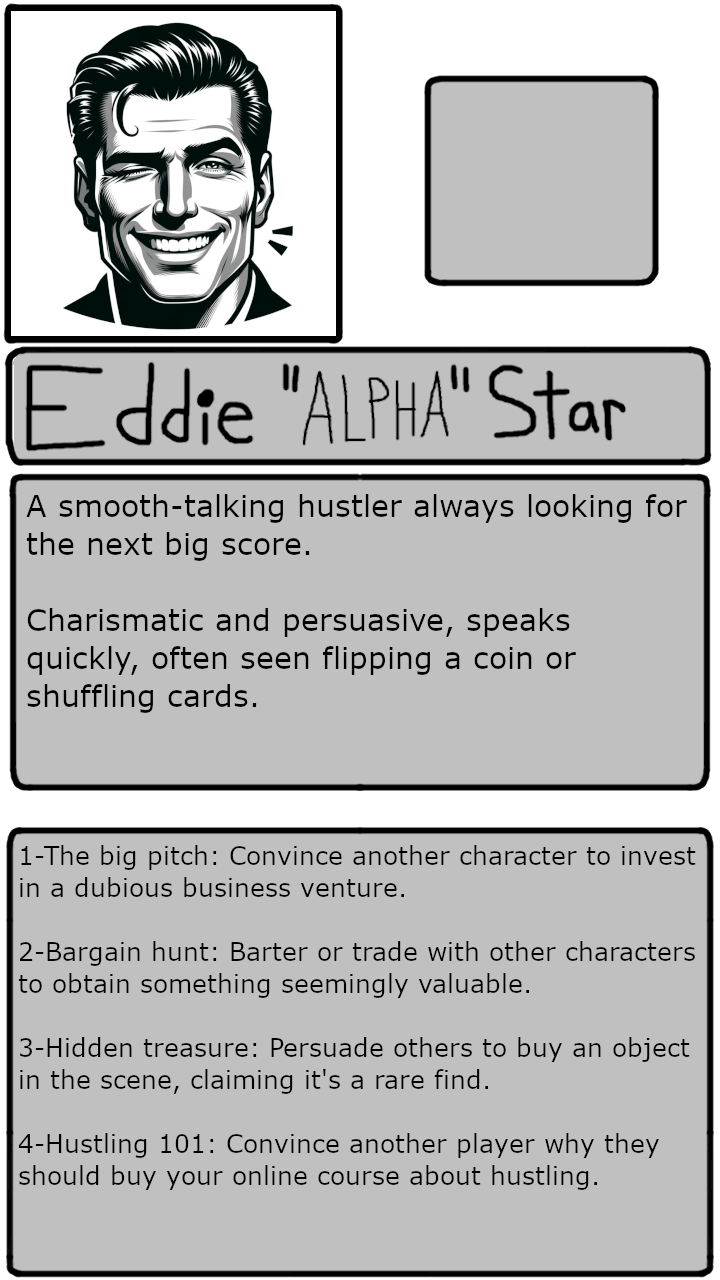 Eddie "ALPHA" Star
A smooth-talking hustler always looking for
the next big score.
Charismatic and persuasive, speaks
quickly, often seen flipping a coin or
shuffling cards.
1-The big pitch: Convince another character to invest
in a dubious business venture.
2-Bargain hunt: Barter or trade with other characters
to obtain something seemingly valuable.
3-Hidden treasure: Persuade others to buy an object
in the scene, claiming it's a rare find.
4-Hustling 101: Convince another player why they
should buy your online course about hustling.